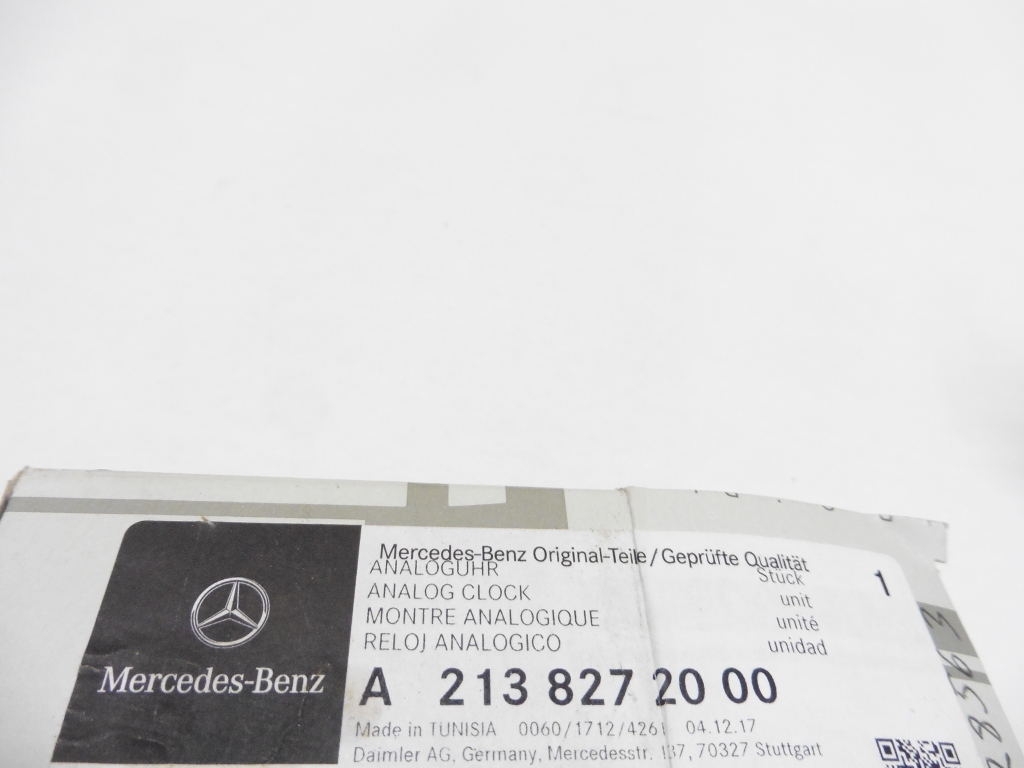 Mercedes-Benz Original-Teile/Geprüfte Qualität
ANALOGUHR Stück 1
ANALOG CLOCK unit
MONTRE ANALOGIQUE unité
RELOJ ANALOGICO unidad
Mercedes-Benz
A 213 827 20 00
Made in TUNISIA 0060/1712/4261 04.12.17
Daimler AG, Germany, Mercedesstr. 137, 70327 Stuttgart